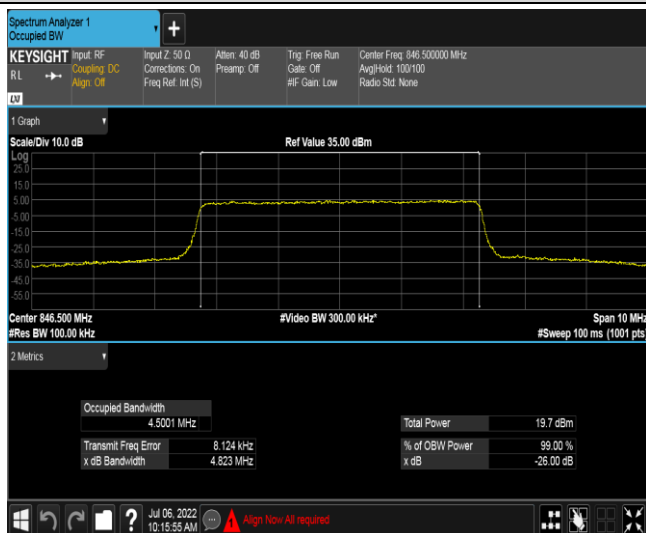 Spectrum Analyzer 1
Occupied BW
KEYSIGHT
RL
LXI
Input: RF
Coupling: DC
Align: Off
Input Z: 50 Ω
Corrections: On
Freq Ref: Int (S)
Atten: 40 dB
Preamp: Off
Trig: Free Run
Gate: Off
#IF Gain: Low
Center Freq: 846.500000 MHz
Avg|Hold: 100/100
Radio Std: None
1 Graph
Scale/Div 10.0 dB
Ref Value 35.00 dBm
Log
25.0
15.0
5.00
-5.00
-15.0
-25.0
-35.0
-45.0
-55.0
Center 846.500 MHz
#Video BW 300.00 kHz*
Span 10 MHz
#Res BW 100.00 kHz
#Sweep 100 ms (1001 pts)
2 Metrics
Occupied Bandwidth
4.5001 MHz
Total Power 19.7 dBm
Transmit Freq Error 8.124 kHz
% of OBW Power 99.00 %
x dB Bandwidth 4.823 MHz
x dB -26.00 dB
?
Jul 06, 2022
10:15:55 AM
Align Now All required